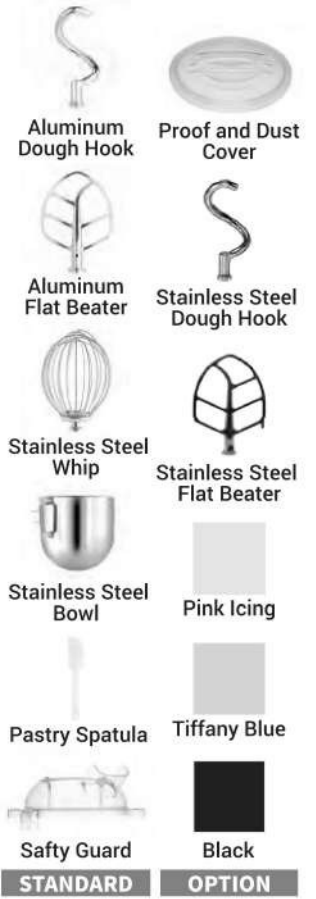 Aluminum
Dough Hook
Proof and Dust
Cover
Aluminum
Flat Beater
Stainless Steel
Dough Hook
Stainless Steel
Whip
Stainless Steel
Flat Beater
Stainless Steel
Bowl
Pink Icing
Pastry Spatula
Tiffany Blue
Safty Guard
Black
STANDARD
OPTION